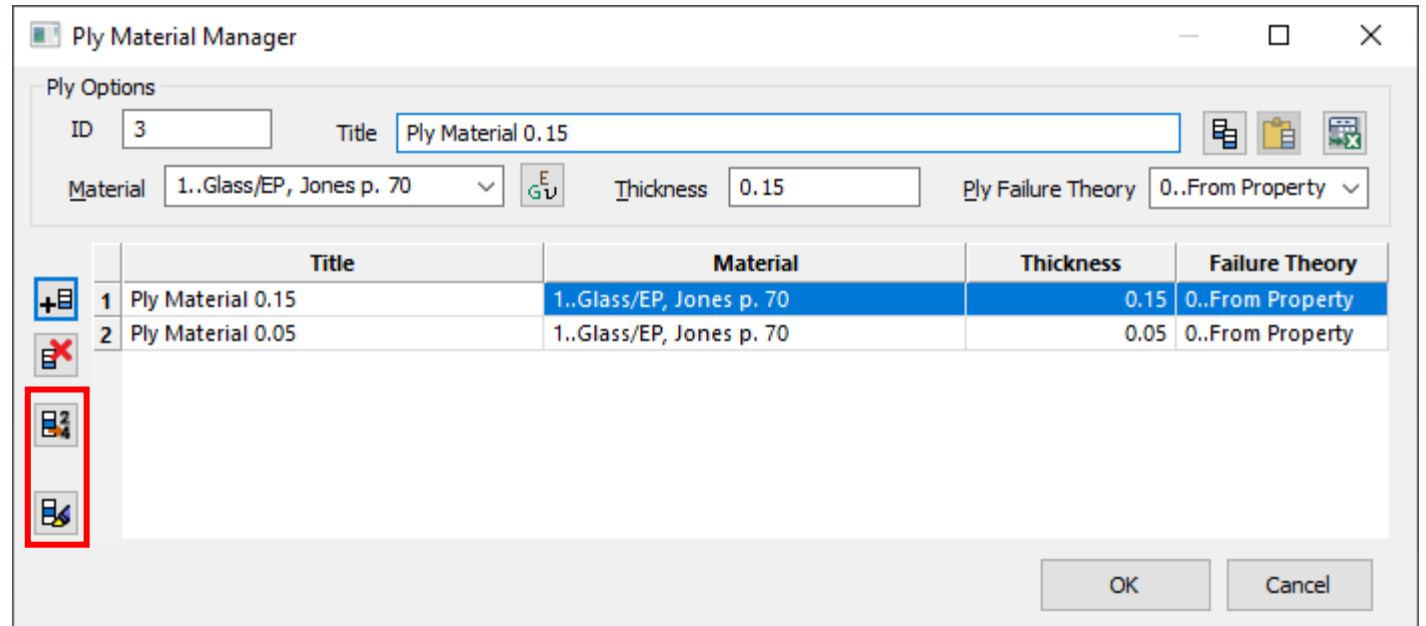 Ply Material Manager
Ply Options
ID 3 Title Ply Material 0.15
Material 1..Glass/EP, Jones p. 70 Thickness 0.15 Ply Failure Theory 0..From Property
Title Material Thickness Failure Theory
1 Ply Material 0.15 1..Glass/EP, Jones p. 70 0.15 0..From Property
2 Ply Material 0.05 1..Glass/EP, Jones p. 70 0.05 0..From Property
OK Cancel